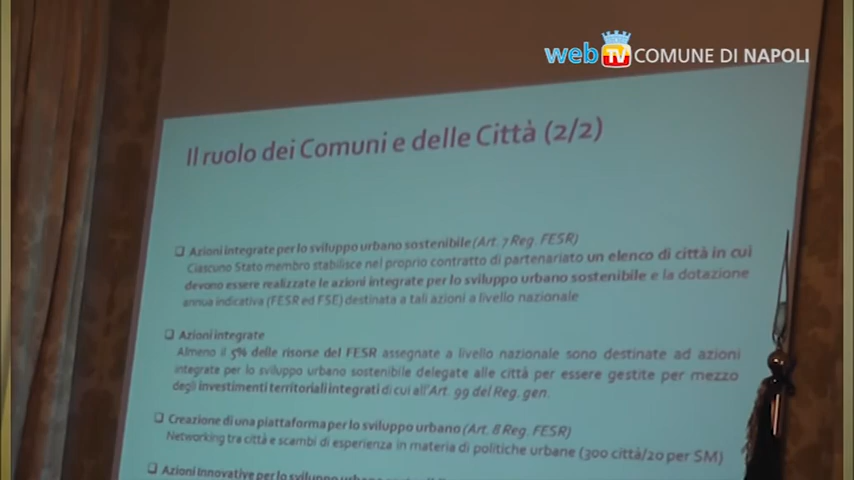 web TV COMUNE DI NAPOLI
Il ruolo dei Comuni e delle Città (2/2)
❑ Azioni integrate per lo sviluppo urbano sostenibile (Art. 7 Reg. FESR)
Ciascuno Stato membro stabilisce nel proprio contratto di partenariato un elenco di città in cui
devono essere realizzate le azioni integrate per lo sviluppo urbano sostenibile e la dotazione
annua indicativa (FESR ed FSE) destinata a tali azioni a livello nazionale
❑ Azioni integrate
Almeno il 5% delle risorse del FESR assegnate a livello nazionale sono destinate ad azioni
integrate per lo sviluppo urbano sostenibile delegate alle città per essere gestite per mezzo
degli investimenti territoriali integrati di cui all'Art. 99 del Reg. gen.
❑ Creazione di una piattaforma per lo sviluppo urbano (Art. 8 Reg. FESR)
Networking tra città e scambi di esperienza in materia di politiche urbane (300 città/20 per SM)
❑ Azioni Innovative per lo sviluppo urbano